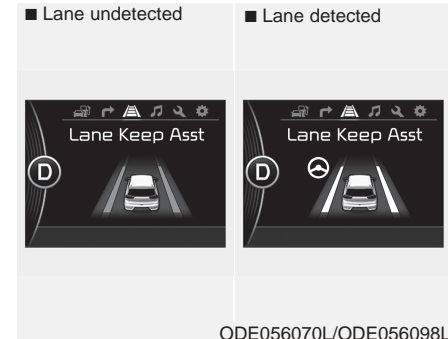 ■ Lane undetected
■ Lane detected
Lane Keep Asst
D
Lane Keep Asst
D
ODE056070L/ODE056098L